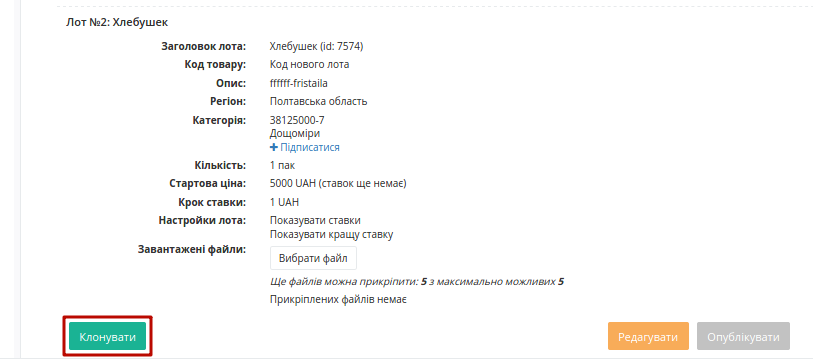 Лот №2: Хлебушек
Заголовок лота: Хлебушек (id: 7574)
Код товару: Код нового лота
Опис: ffffff-fristaila
Регіон: Полтавська область
Категорія: 38125000-7
Дощоміри
+ Підписатися
Кількість: 1 пак
Стартова ціна: 5000 UAH (ставок ще немає)
Крок ставки: 1 UAH
Настройки лота: Показувати ставки
Показувати кращу ставку
Завантажені файли: Вибрати файл
Ще файлів можна прикріпити: 5 з максимально можливих 5
Прикріплених файлів немає
Клонувати Редагувати Опублікувати